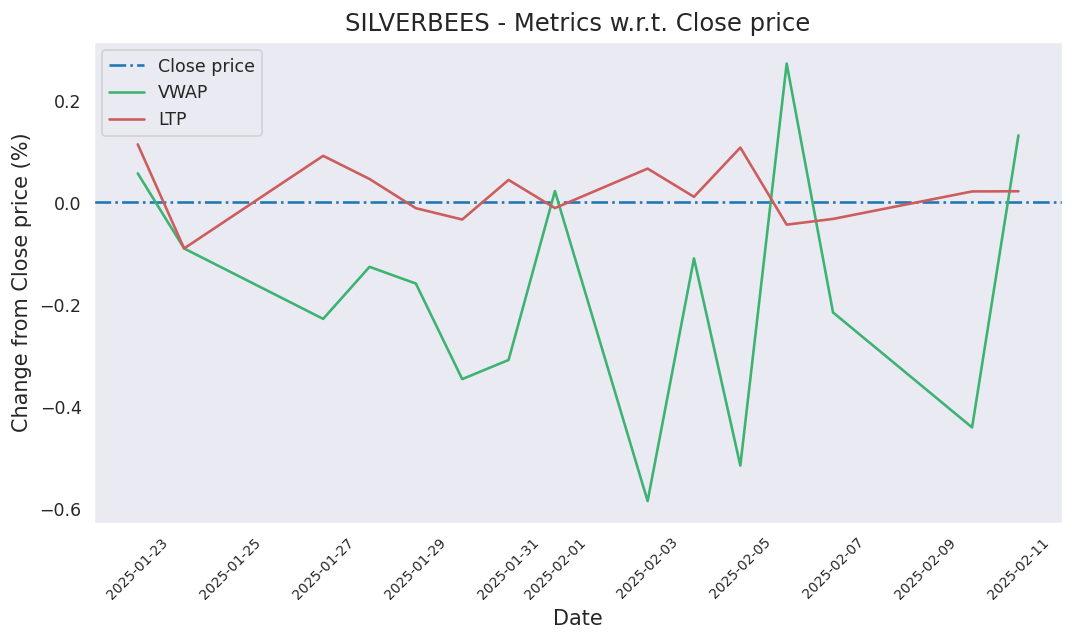 SILVERBEES - Metrics w.r.t. Close price
Close price
VWAP
LTP
Change from Close price (%)
0.2
0.0
−0.2
−0.4
−0.6
2025-01-23
2025-01-25
2025-01-27
2025-01-29
2025-01-31
2025-02-01
2025-02-03
2025-02-05
2025-02-07
2025-02-09
2025-02-11
Date